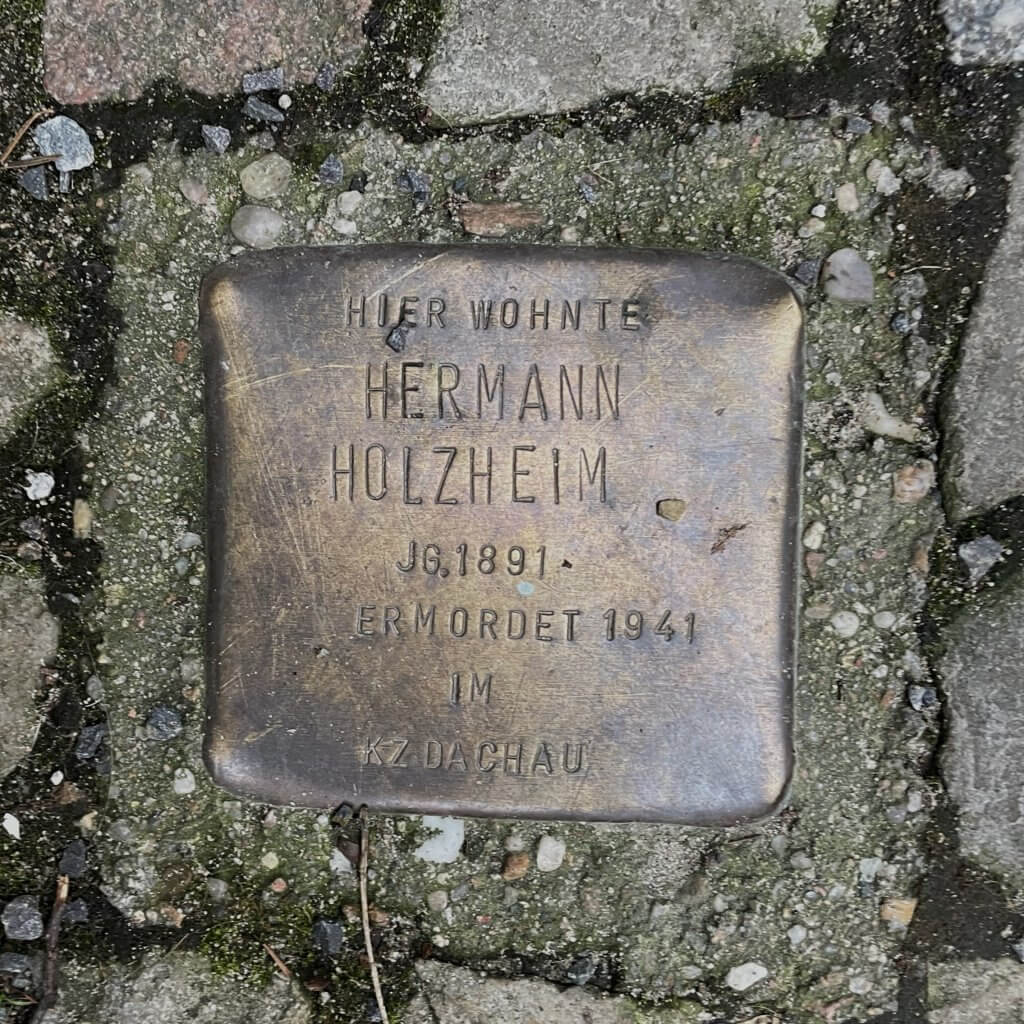 HIER WOHNTE
HERMANN
HOLZHEIM
JG.1891
ERMORDET 1941
IM
KZ DACHAU